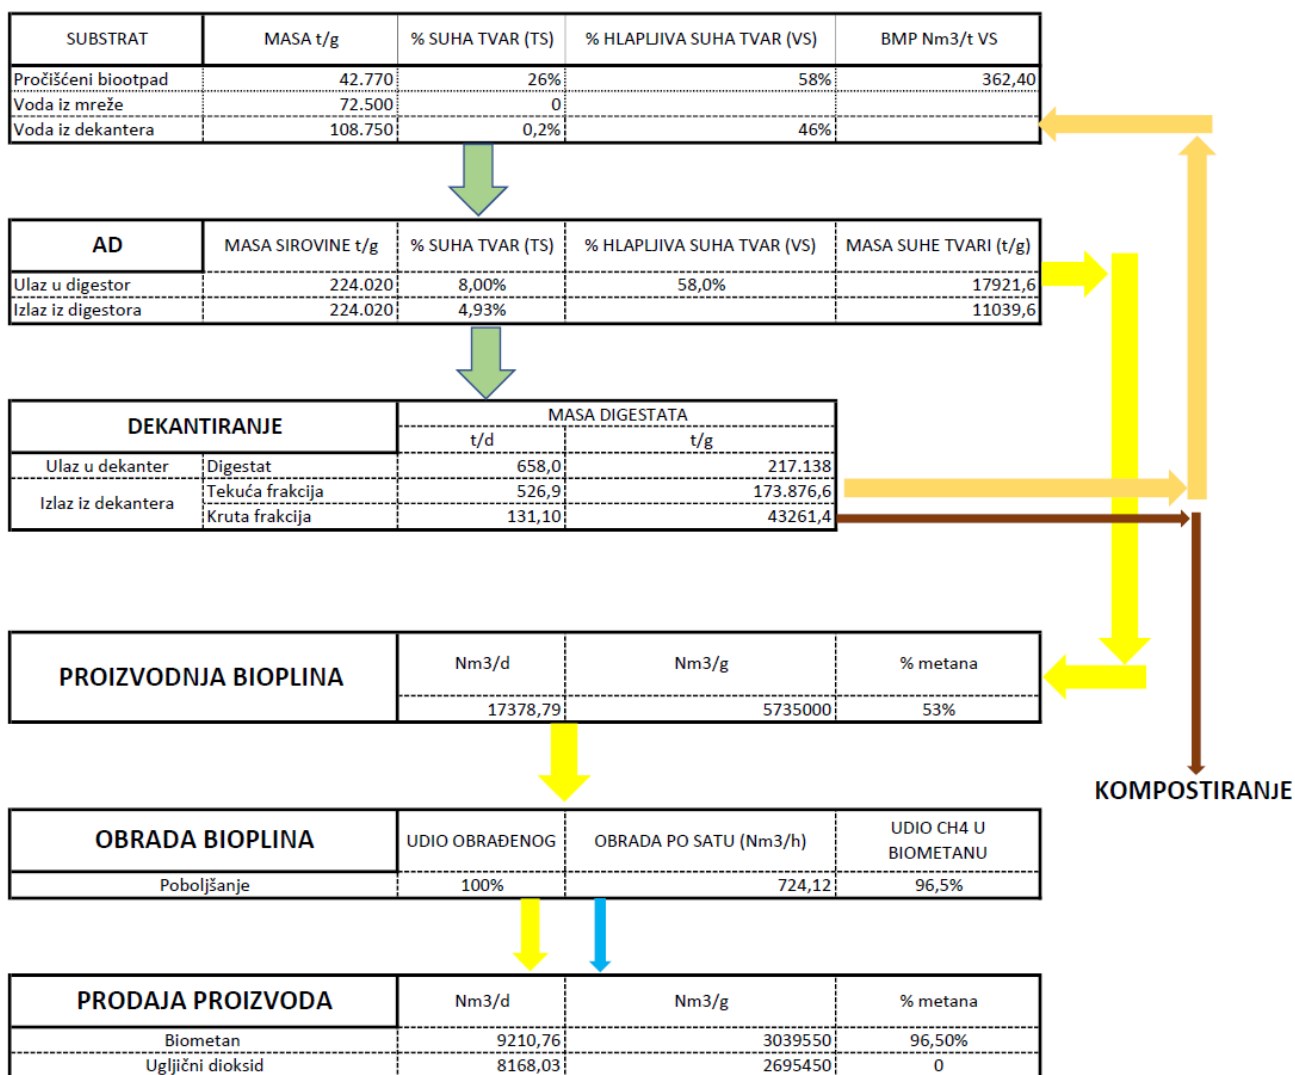 SUBSTRAT MASA t/g % SUHA TVAR (TS) % HLAPLJIVA SUHA TVAR (VS) BMP Nm3/t VS
Pročišćeni biootpad 42.770 26% 58% 362,40
Voda iz mreže 72.500 0
Voda iz dekantera 108.750 0,2% 46%
AD MASA SIROVINE t/g % SUHA TVAR (TS) % HLAPLJIVA SUHA TVAR (VS) MASA SUHE TVARI (t/g)
Ulaz u digestor 224.020 8,00% 58,0% 17921,6
Izlaz iz digestora 224.020 4,93% 11039,6
DEKANTIRANJE MASA DIGESTATA
t/d t/g
Ulaz u dekanter Digestat 658,0 217.138
Izlaz iz dekantera Tekuća frakcija 526,9 173.876,6
Kruta frakcija 131,10 43261,4
PROIZVODNJA BIOPLINA Nm3/d Nm3/g % metana
17378,79 5735000 53%
KOMPOSTIRANJE
OBRADA BIOPLINA UDIO OBRAĐENOG OBRADA PO SATU (Nm3/h) UDIO CH4 U
BIOMETANU
Poboljšanje 100% 724,12 96,5%
PRODAJA PROIZVODA Nm3/d Nm3/g % metana
Biometan 9210,76 3039550 96,50%
Ugljični dioksid 8168,03 2695450 0